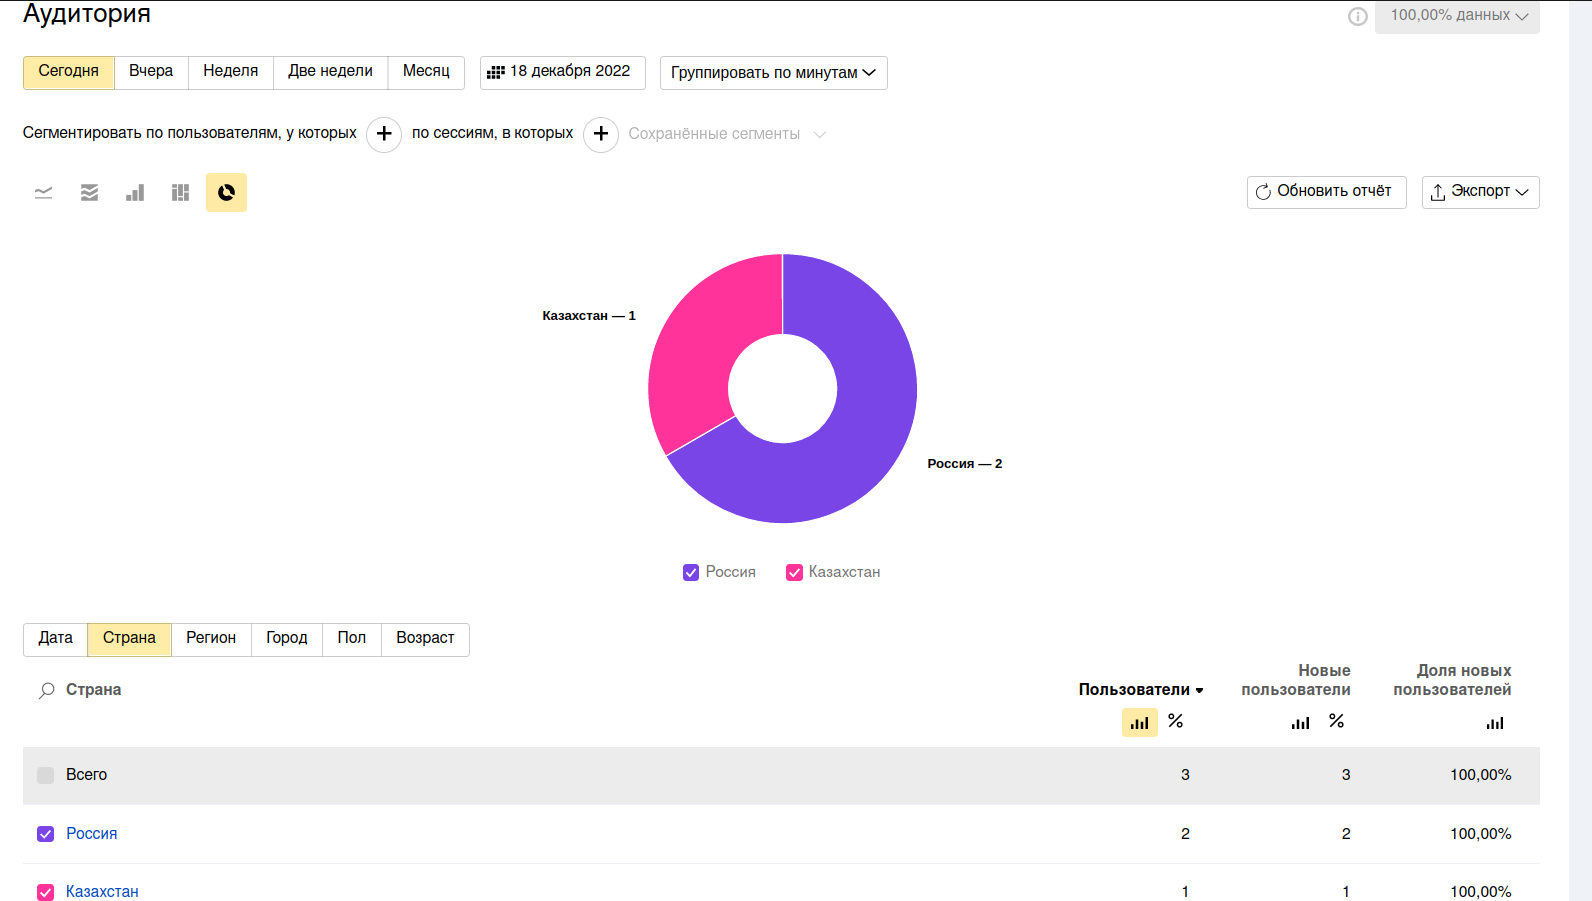 Аудитория
100,00% данных
Сегодня Вчера Неделя Две недели Месяц 18 декабря 2022 Группировать по минутам
Сегментировать по пользователям, у которых + по сессиям, в которых + Сохранённые сегменты
Обновить отчёт Экспорт
Казахстан — 1
Россия — 2
Россия Казахстан
Дата Страна Регион Город Пол Возраст
Страна
Пользователи
Новые
пользователи
Доля новых
пользователей
% %
Всего 3 3 100,00%
Россия 2 2 100,00%
Казахстан 1 1 100,00%